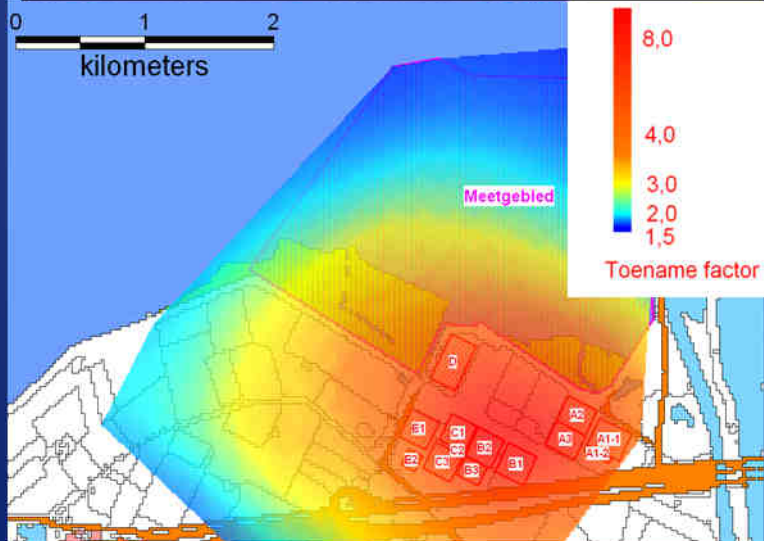 0 1 2
kilometers
8,0
4,0
3,0
2,0
1,5
Toename factor
Meetgebied
D
E1
C1
C2
B2
E2
C3
B3
B1
A2
A3
A1-1
A1-2